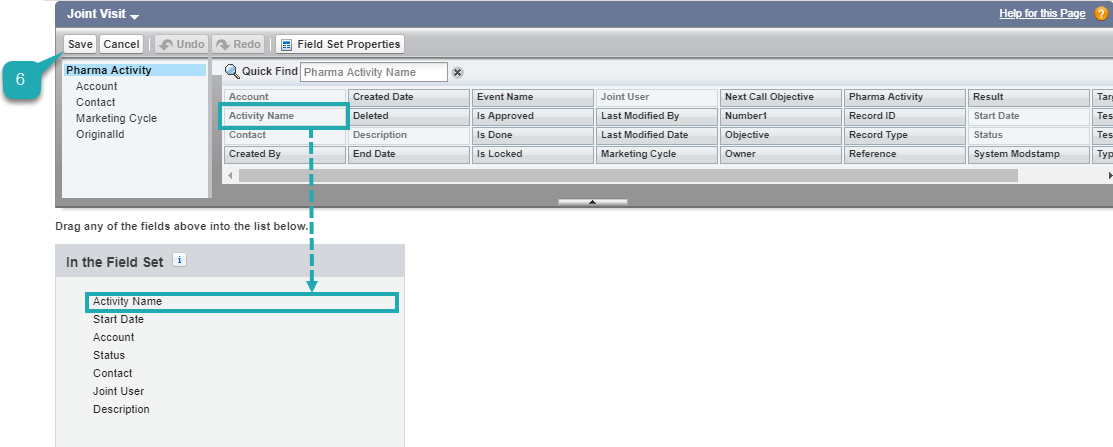 Joint Visit
Help for this Page ?
6
Save Cancel Undo Redo Field Set Properties
Pharma Activity
Account
Contact
Marketing Cycle
OriginalId
Quick Find Pharma Activity Name
Account Created Date Event Name Joint User Next Call Objective Pharma Activity Result
Activity Name Deleted Is Approved Last Modified By Number1 Record ID Start Date
Contact Description Is Done Last Modified Date Objective Record Type Status
Created By End Date Is Locked Marketing Cycle Owner Reference System Modstamp
Drag any of the fields above into the list below.
In the Field Set i
Activity Name
Start Date
Account
Status
Contact
Joint User
Description